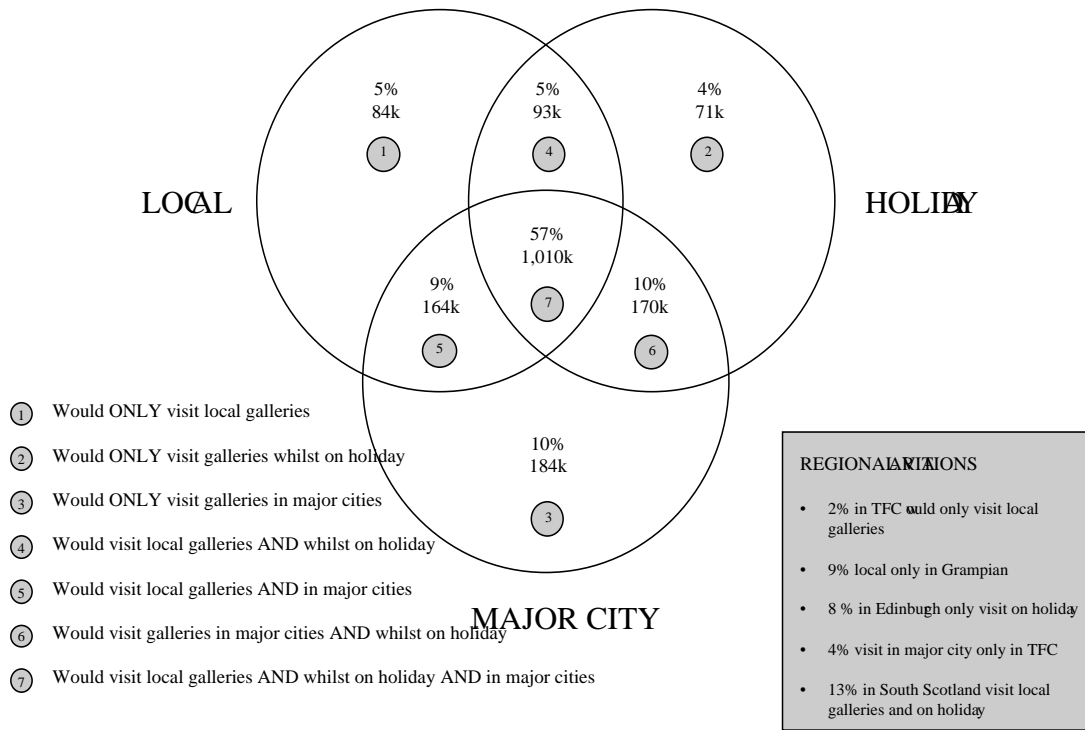 5%
84k
1
5%
93k
4
4%
71k
2
LOCAL
HOLIDAY
57%
1,010k
7
9%
164k
5
10%
170k
6
1 Would ONLY visit local galleries
2 Would ONLY visit galleries whilst on holiday
3 Would ONLY visit galleries in major cities
4 Would visit local galleries AND whilst on holiday
5 Would visit local galleries AND in major cities
6 Would visit galleries in major cities AND whilst on holiday
7 Would visit local galleries AND whilst on holiday AND in major cities
10%
184k
3
MAJOR CITY
REGIONAL VARIATIONS
• 2% in TFC would only visit local
galleries
• 9% local only in Grampian
• 8 % in Edinburgh only visit on holiday
• 4% visit in major city only in TFC
• 13% in South Scotland visit local
galleries and on holiday